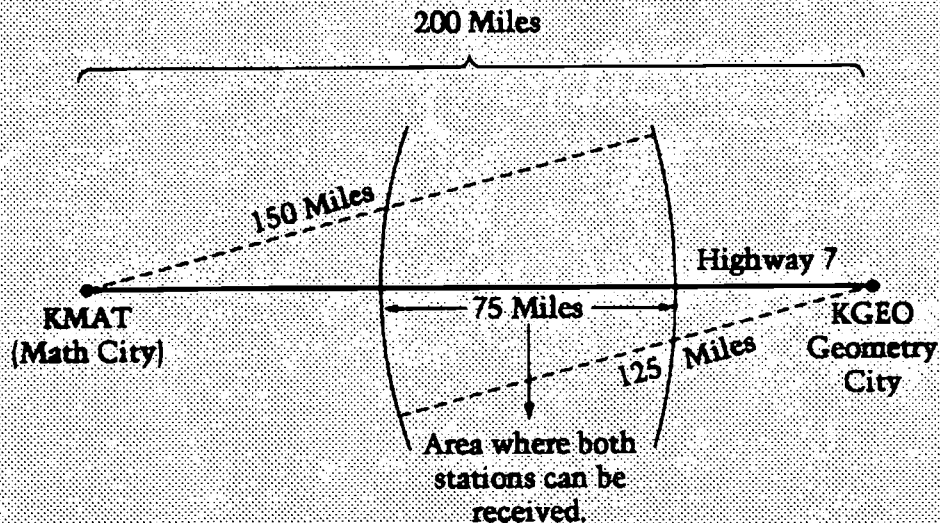 200 Miles
150 Miles
Highway 7
KMAT
(Math City)
75 Miles
KGEO
Geometry
City
125 Miles
Area where both
stations can be
received.